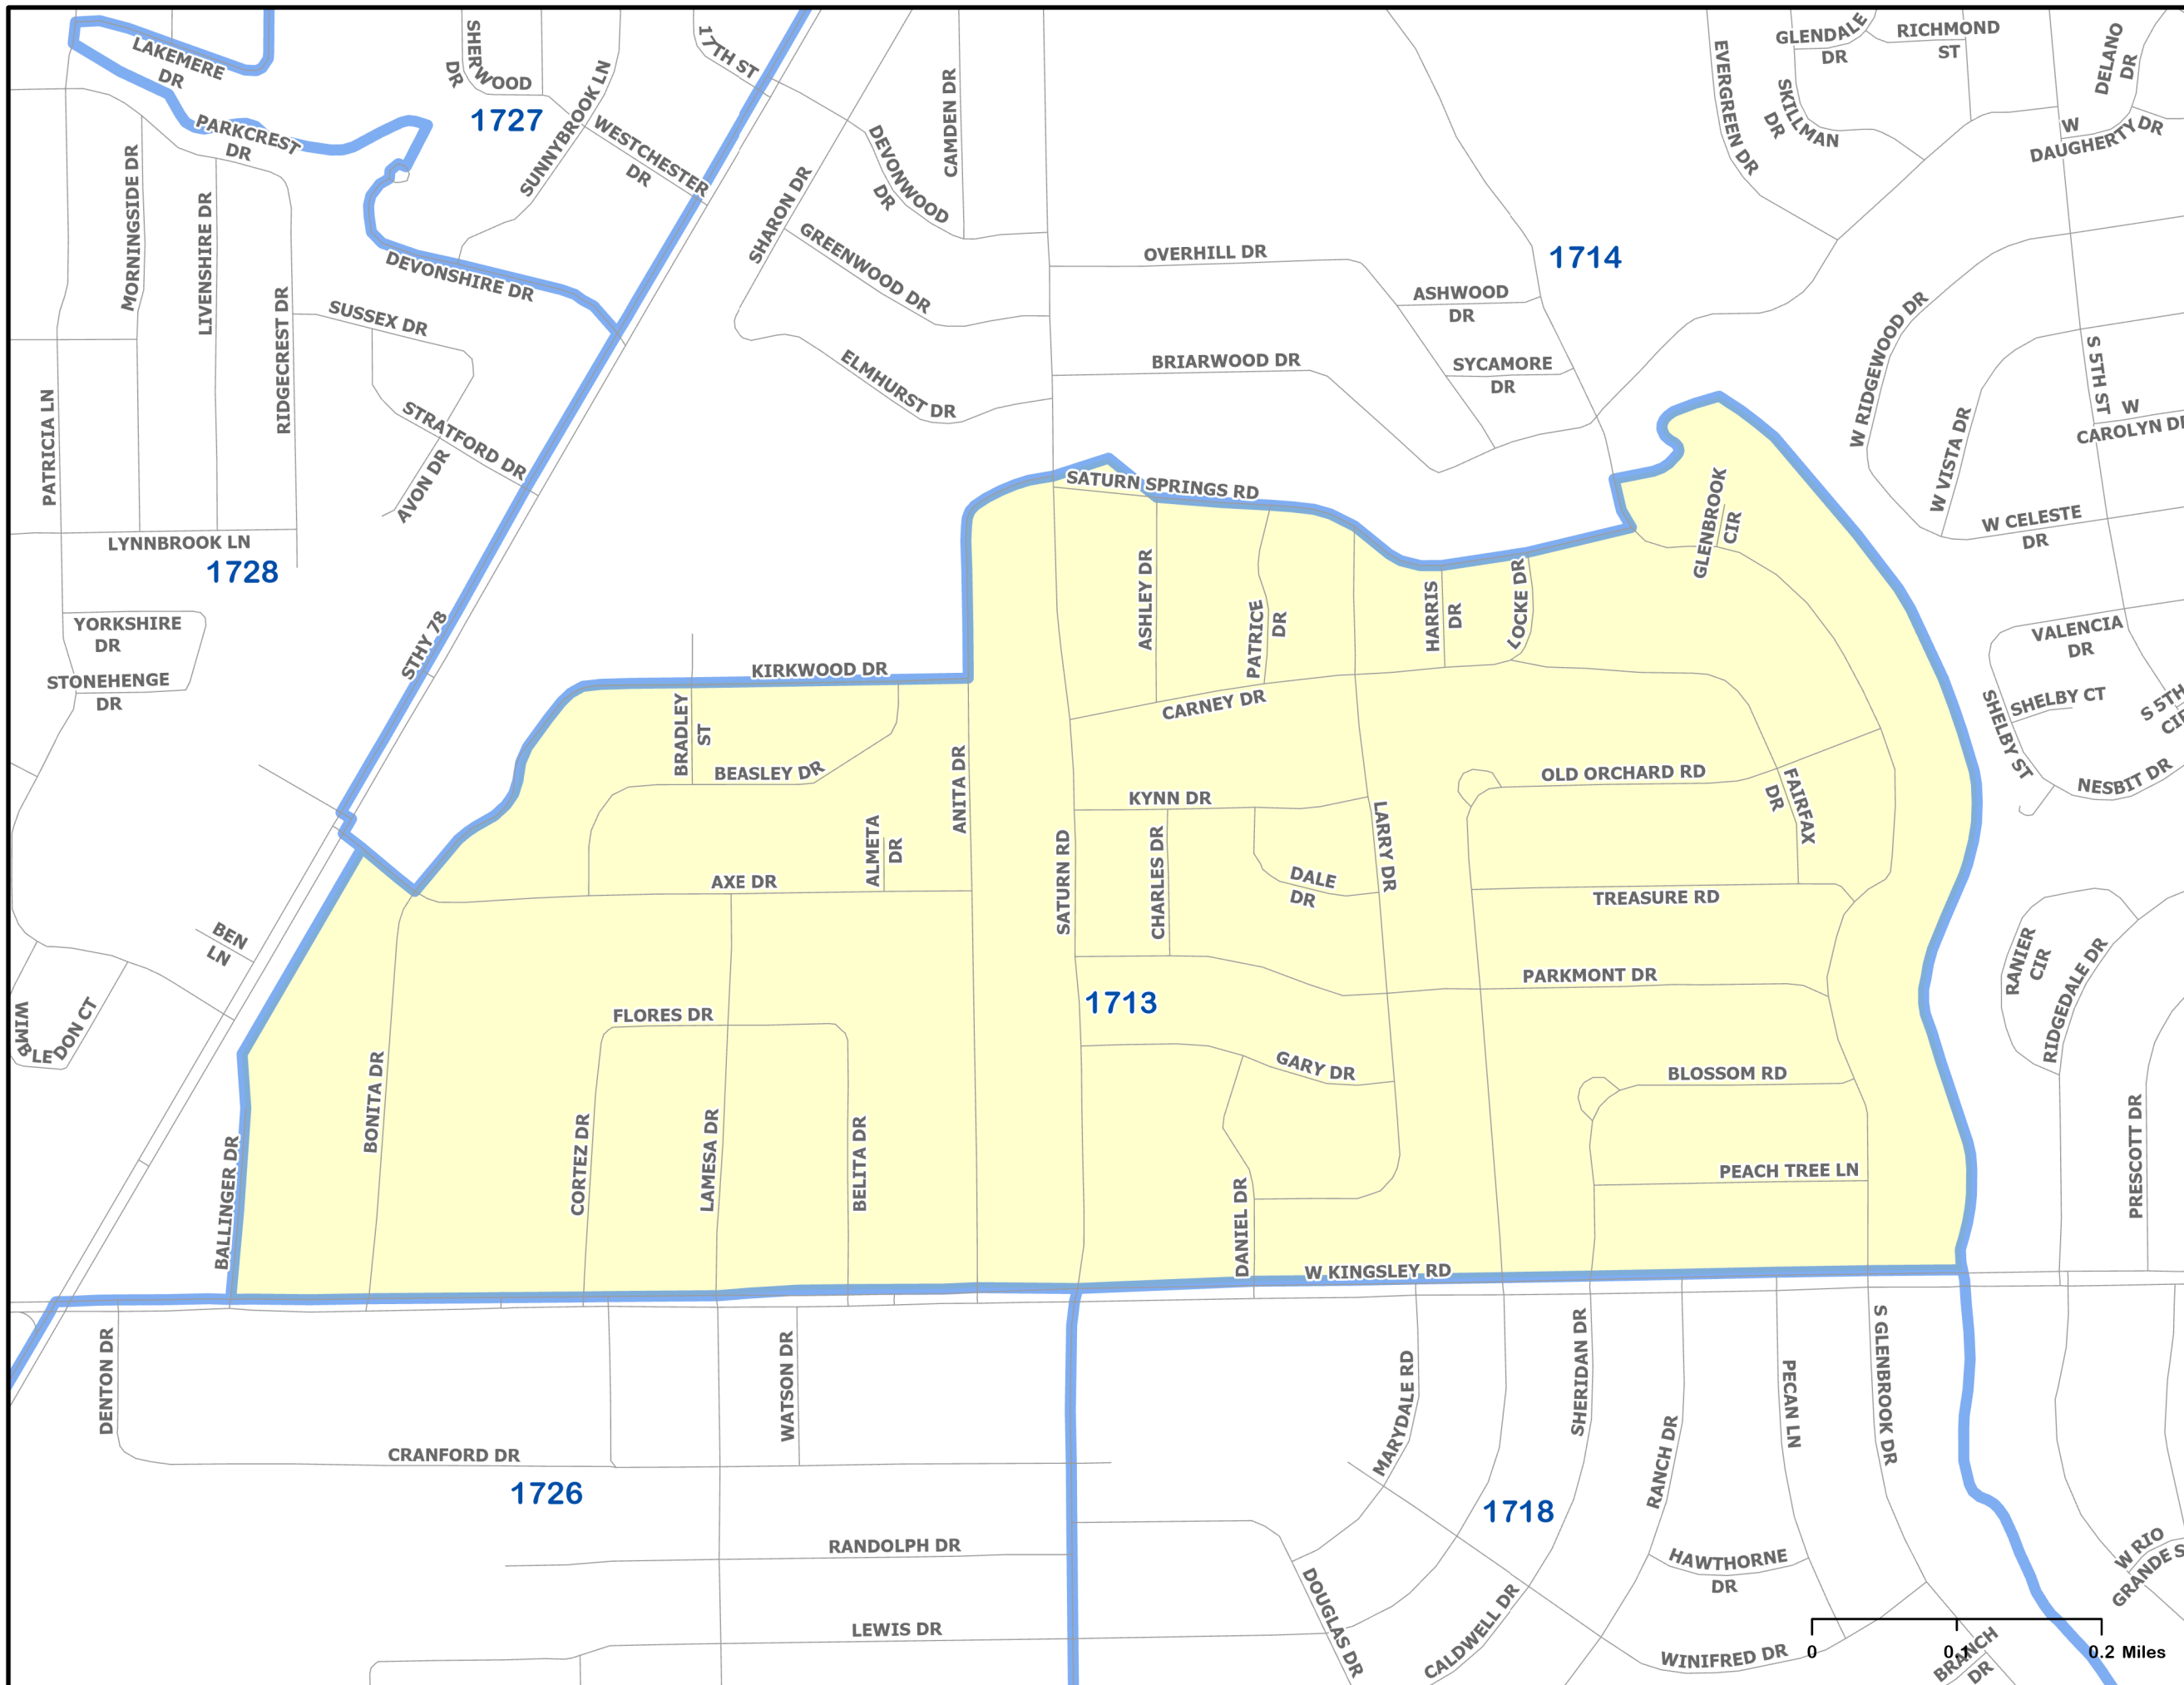 LAKEMERE
DR
SHERWOOD
DR
17TH ST
GLENDALE
DR
RICHMOND
ST
DELANO
DR
EVERGREEN DR
SKILLMAN
DR
W
DAUGHERTY DR
PARKCREST
DR
1727
SUNNYBROOK LN
WESTCHESTER
DR
CAMDEN DR
DEVONWOOD
DR
MORNINGSIDE DR
LIVENSHIRE DR
SHARON DR
GREENWOOD DR
OVERHILL DR
1714
DEVONSHIRE DR
ASHWOOD
DR
SUSSEX DR
RIDGECREST DR
ELMHURST DR
BRIARWOOD DR
SYCAMORE
DR
W RIDGEWOOD DR
S 5TH ST
W
CAROLYN DR
W VISTA DR
PATRICIA LN
STRATFORD DR
AVON DR
SATURN SPRINGS RD
GLENBROOK
CIR
W CELESTE
DR
LYNNBROOK LN
1728
ASHLEY DR
PATRICE
DR
HARRIS
DR
LOCKE DR
YORKSHIRE
DR
STHY 78
VALENCIA
DR
STONEHENGE
DR
KIRKWOOD DR
CARNEY DR
SHELBY CT
S 5TH
CIR
SHELBY ST
BRADLEY
ST
BEASLEY DR
ANITA DR
OLD ORCHARD RD
FAIRFAX
DR
NESBIT DR
KYNN DR
ALMETA
DR
SATURN RD
CHARLES DR
LARRY DR
DALE
DR
AXE DR
TREASURE RD
BEN
LN
RANIER
CIR
RIDGEDALE DR
PARKMONT DR
1713
WIMBLEDON CT
FLORES DR
GARY DR
BLOSSOM RD
BONITA DR
CORTEZ DR
LAMESA DR
BELITA DR
PRESCOTT DR
PEACH TREE LN
BALLINGER DR
DANIEL DR
W KINGSLEY RD
DENTON DR
WATSON DR
MARYDALE RD
SHERIDAN DR
RANCH DR
PECAN LN
S GLENBROOK DR
CRANFORD DR
1726
1718
RANDOLPH DR
HAWTHORNE
DR
W RIO
GRANDE S
DOUGLAS DR
CALDWELL DR
LEWIS DR
WINIFRED DR
BRANCH
DR
0 0.1 0.2 Miles